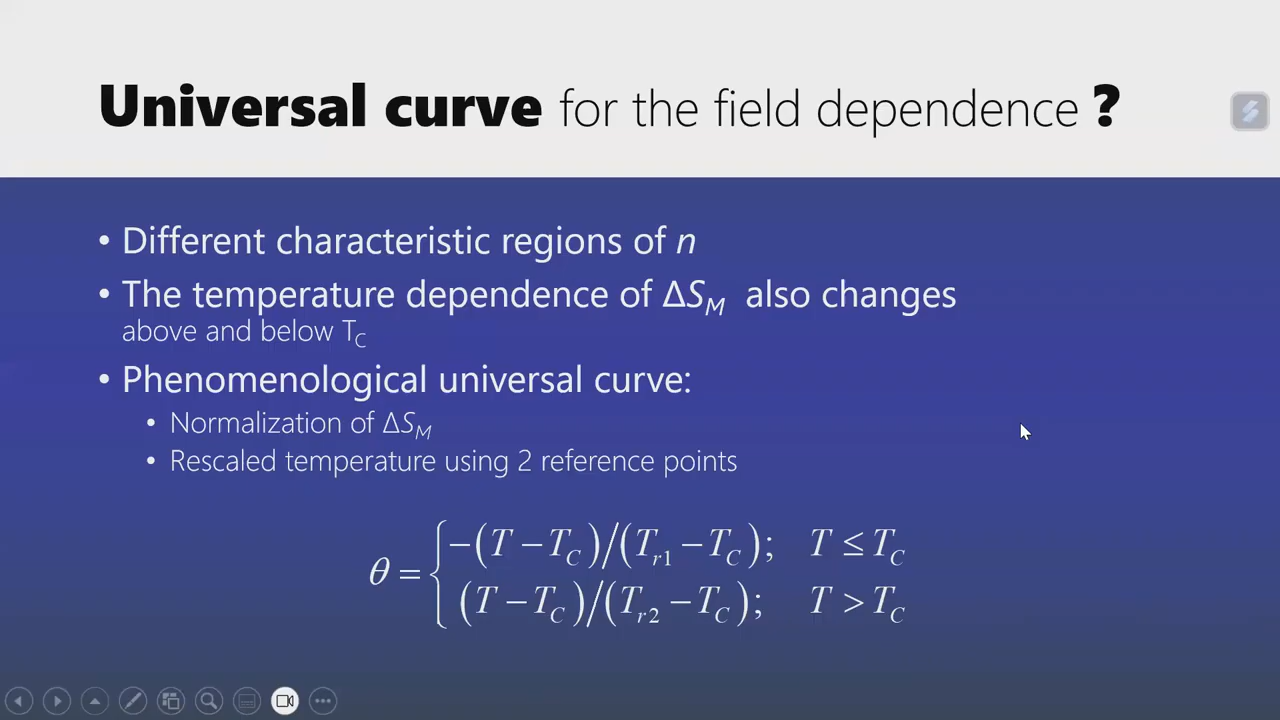 Universal curve for the field dependence ?
• Different characteristic regions of n
• The temperature dependence of ΔS_M also changes
above and below T_C
• Phenomenological universal curve:
• Normalization of ΔS_M
• Rescaled temperature using 2 reference points
θ = { −(T − T_C)/(T_r1 − T_C); T ≤ T_C
(T − T_C)/(T_r2 − T_C); T > T_C